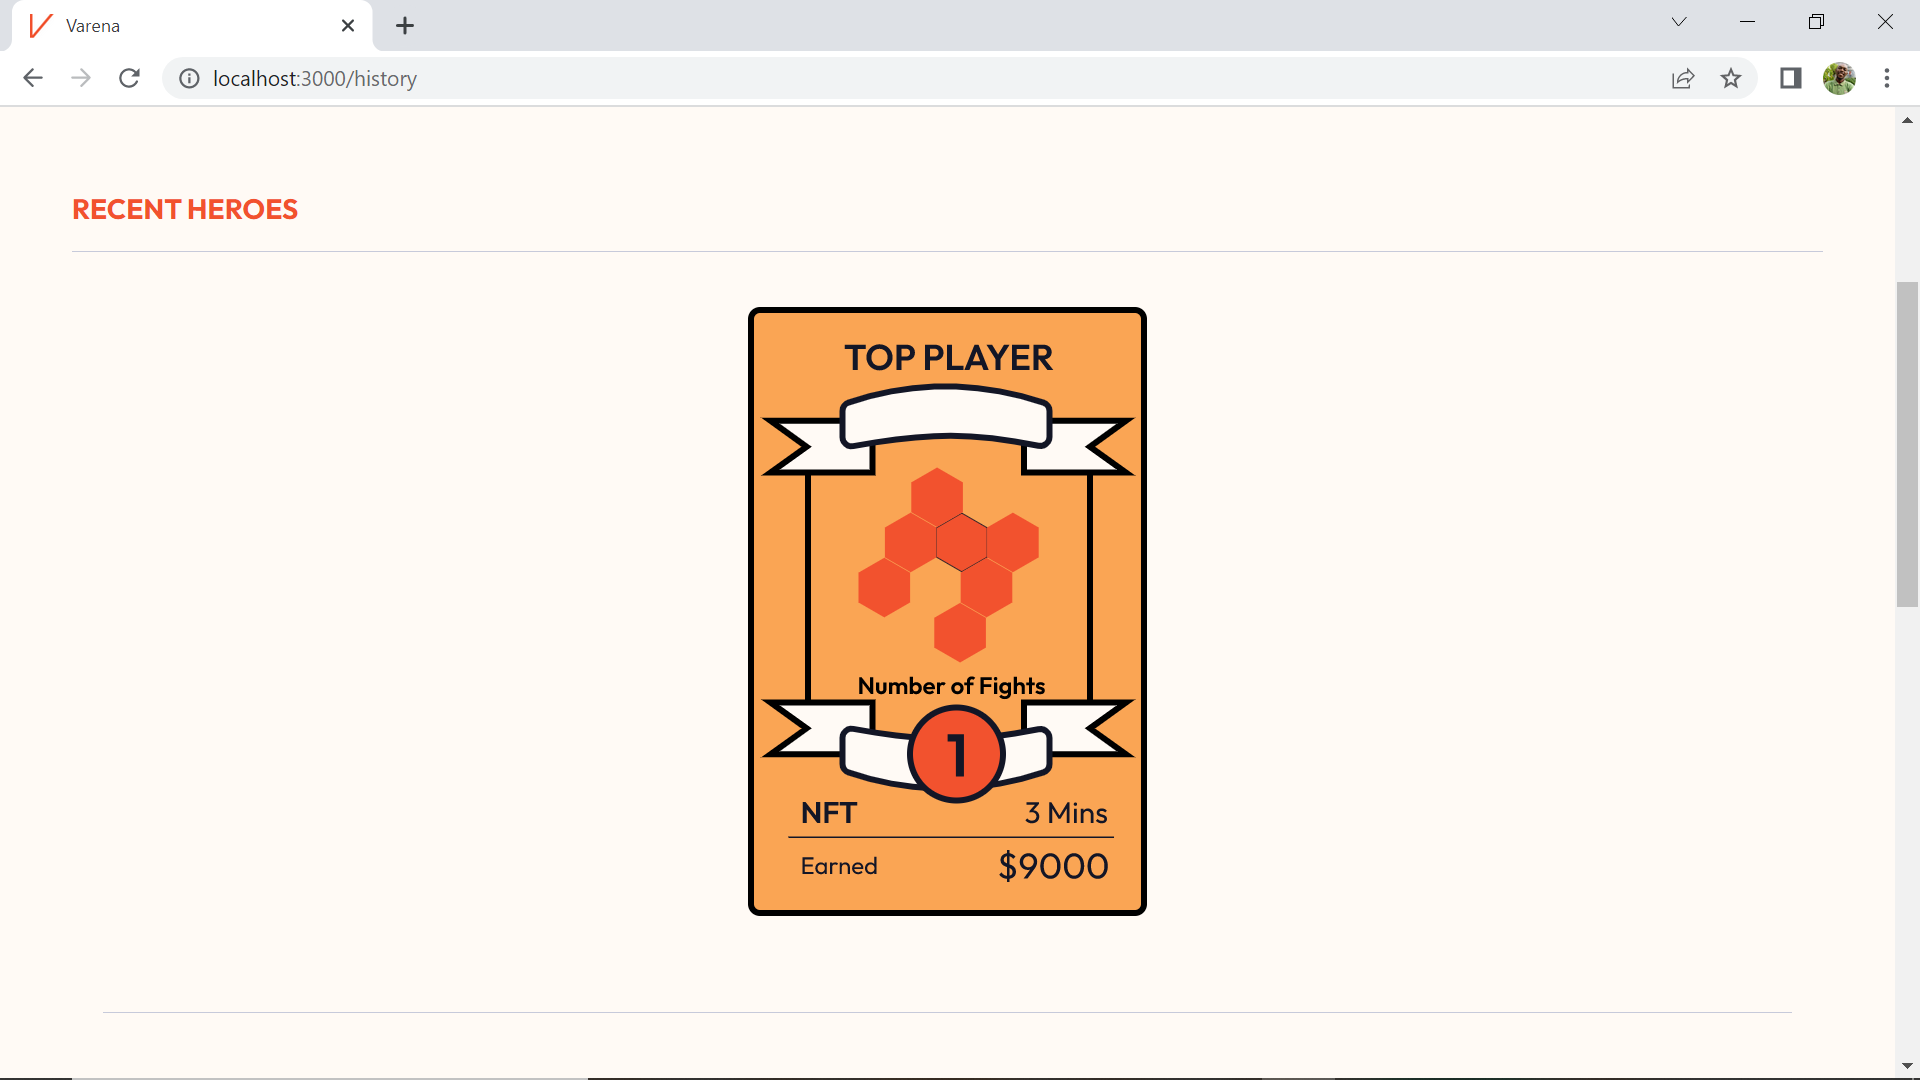 Varena
localhost:3000/history
RECENT HEROES
TOP PLAYER
Number of Fights
1
NFT 3 Mins
Earned $9000